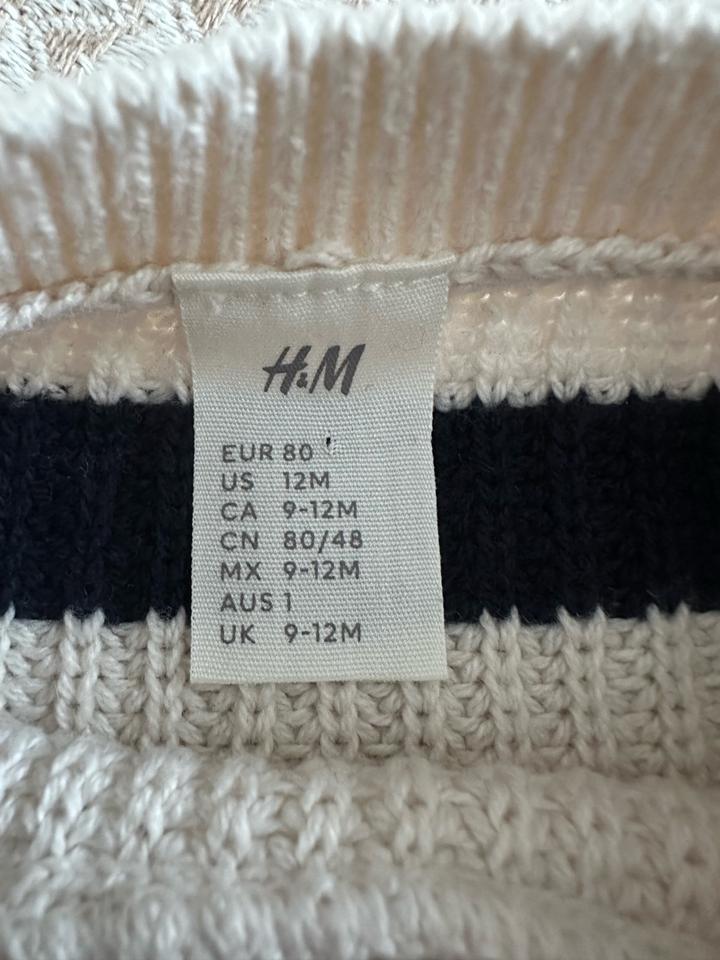 H&M
EUR 80
US 12M
CA 9-12M
CN 80/48
MX 9-12M
AUS 1
UK 9-12M